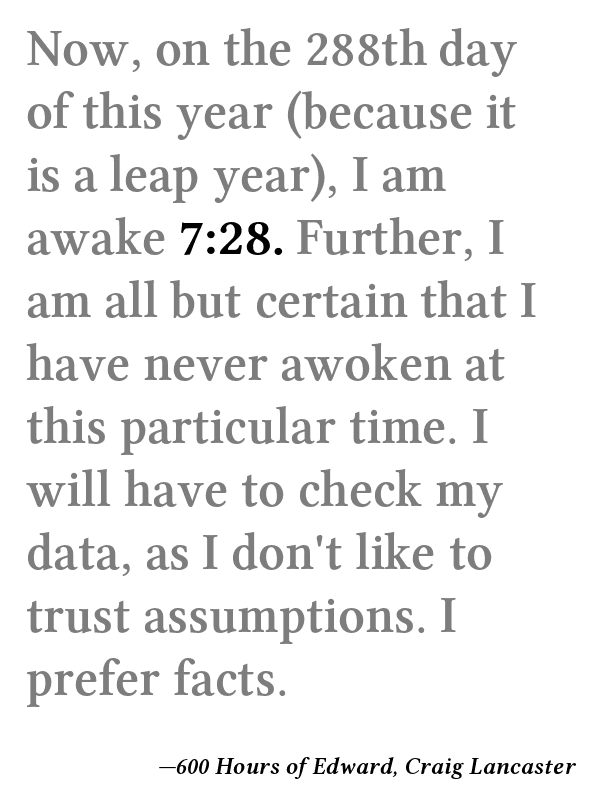 Now, on the 288th day
of this year (because it
is a leap year), I am
awake 7:28. Further, I
am all but certain that I
have never awoken at
this particular time. I
will have to check my
data, as I don't like to
trust assumptions. I
prefer facts.
—600 Hours of Edward, Craig Lancaster